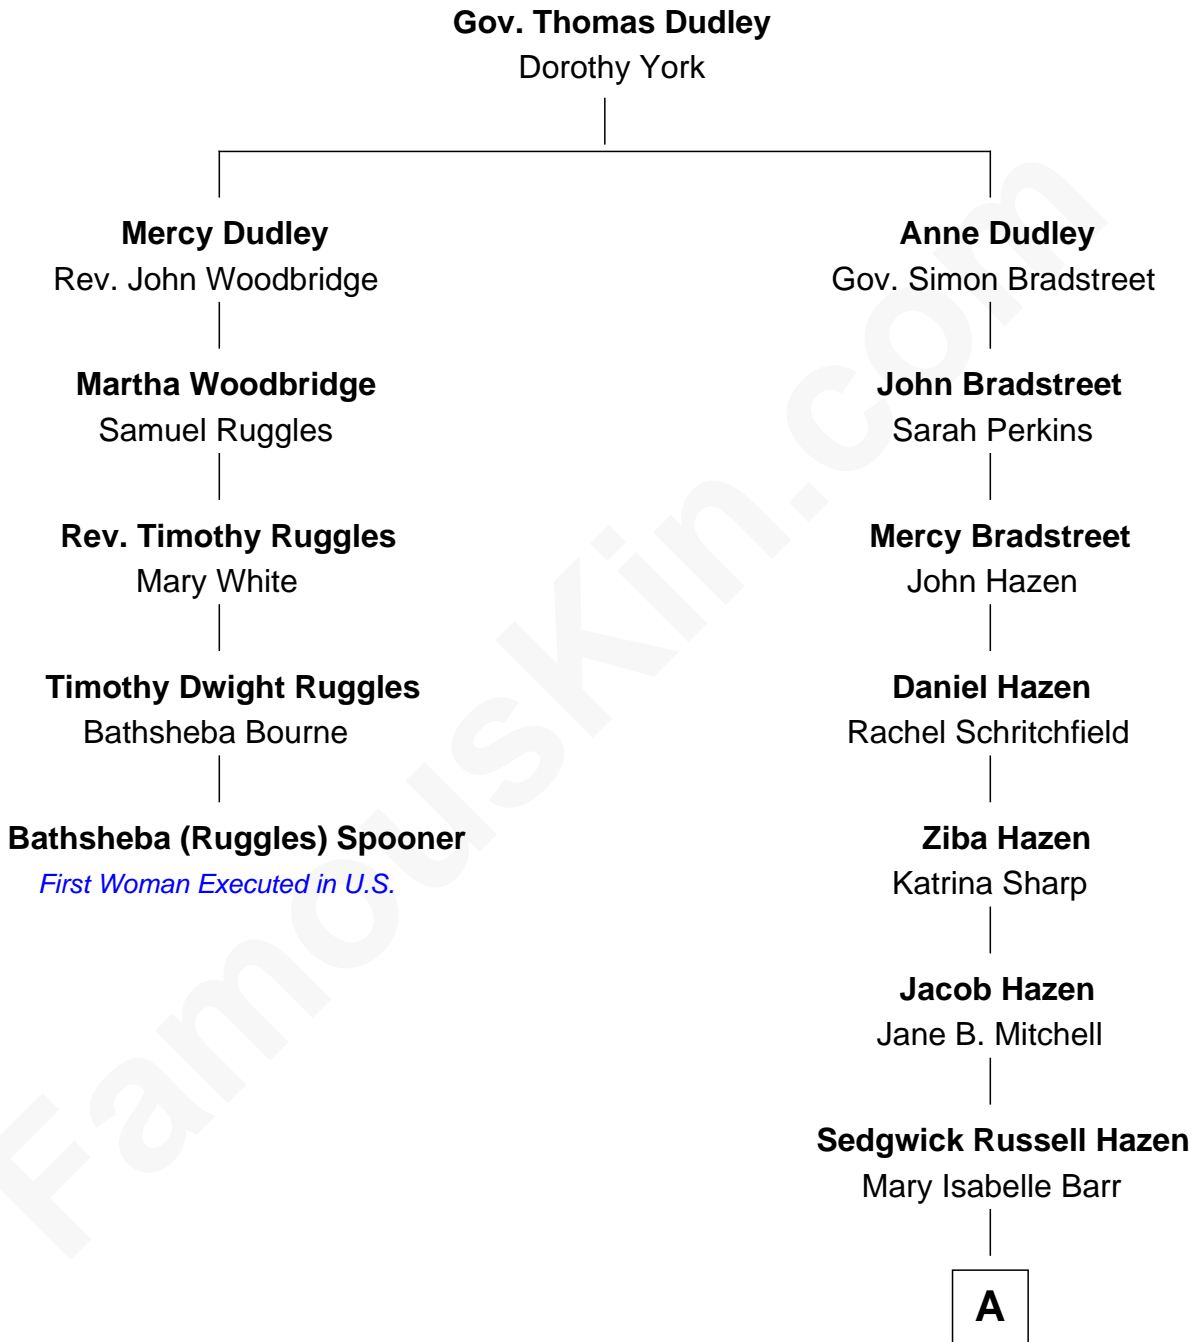 Gov. Thomas Dudley
Dorothy York
Mercy Dudley
Rev. John Woodbridge
Anne Dudley
Gov. Simon Bradstreet
Martha Woodbridge
Samuel Ruggles
John Bradstreet
Sarah Perkins
Rev. Timothy Ruggles
Mary White
Mercy Bradstreet
John Hazen
Timothy Dwight Ruggles
Bathsheba Bourne
Daniel Hazen
Rachel Schritchfield
Bathsheba (Ruggles) Spooner
First Woman Executed in U.S.
Ziba Hazen
Katrina Sharp
Jacob Hazen
Jane B. Mitchell
Sedgwick Russell Hazen
Mary Isabelle Barr
A
FamousKin.com